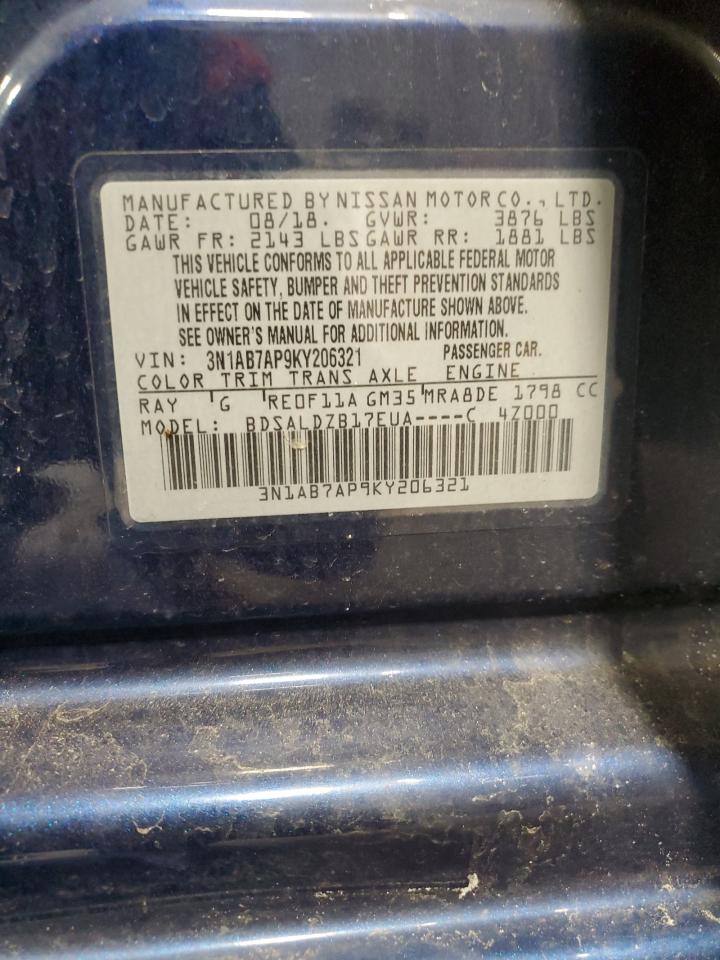 MANUFACTURED BY NISSAN MOTOR CO., LTD.
DATE: 08/18. GVWR: 3876 LBS
GAWR FR: 2143 LBS GAWR RR: 1881 LBS
THIS VEHICLE CONFORMS TO ALL APPLICABLE FEDERAL MOTOR
VEHICLE SAFETY, BUMPER AND THEFT PREVENTION STANDARDS
IN EFFECT ON THE DATE OF MANUFACTURE SHOWN ABOVE.
SEE OWNER'S MANUAL FOR ADDITIONAL INFORMATION.
VIN: 3N1AB7AP9KY206321 PASSENGER CAR.
COLOR TRIM TRANS AXLE ENGINE
RAY G RE0F11A GM35 MRA8DE 1798 CC
MODEL: BDSALDZB17EUA----C 4Z000
3N1AB7AP9KY206321